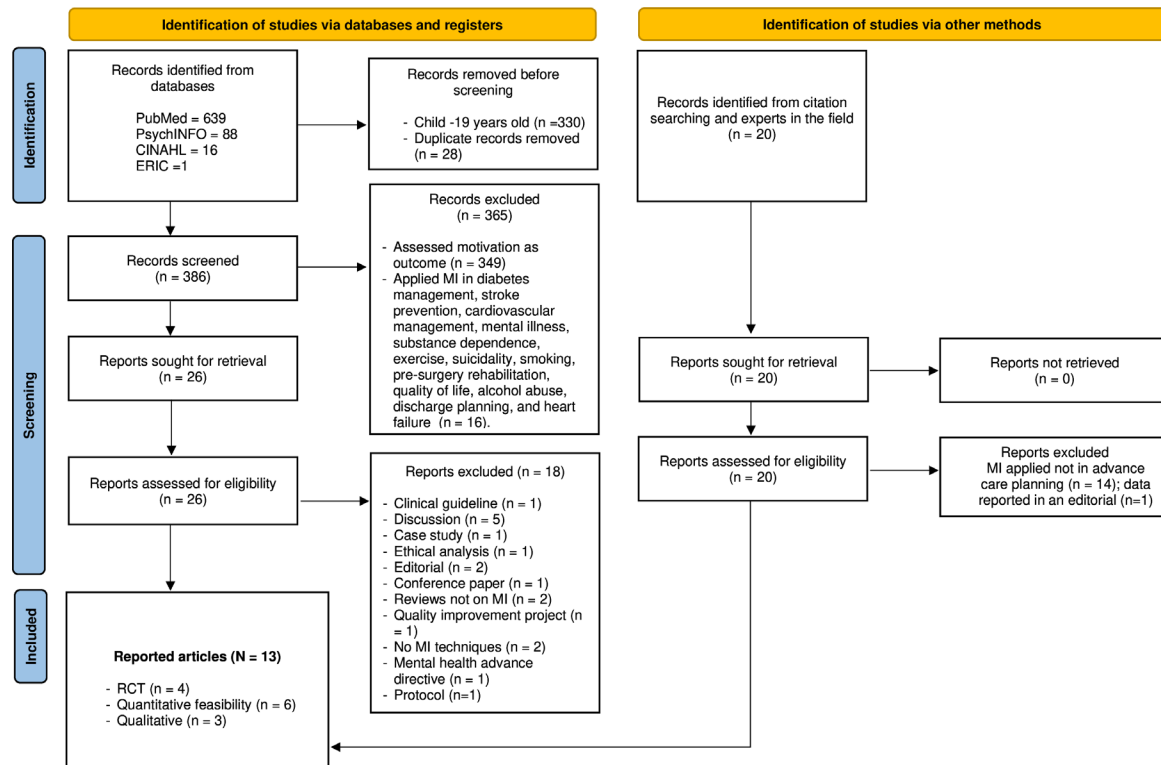 Identification of studies via databases and registers
Identification of studies via other methods
Identification
Records identified from
databases
PubMed = 639
PsychINFO = 88
CINAHL = 16
ERIC =1
Records removed before
screening
- Child -19 years old (n =330)
- Duplicate records removed
(n = 28)
Records identified from citation
searching and experts in the field
(n = 20)
Screening
Records screened
(n = 386)
Records excluded
(n = 365)
- Assessed motivation as
outcome (n = 349)
- Applied MI in diabetes
management, stroke
prevention, cardiovascular
management, mental illness,
substance dependence,
exercise, suicidality, smoking,
pre-surgery rehabilitation,
quality of life, alcohol abuse,
discharge planning, and heart
failure (n = 16).
Reports sought for retrieval
(n = 26)
Reports sought for retrieval
(n = 20)
Reports not retrieved
(n = 0)
Reports assessed for eligibility
(n = 26)
Reports excluded (n = 18)
- Clinical guideline (n = 1)
- Discussion (n = 5)
- Case study (n = 1)
- Ethical analysis (n = 1)
- Editorial (n = 2)
- Conference paper (n = 1)
- Reviews not on MI (n = 2)
- Quality improvement project (n
= 1)
- No MI techniques (n = 2)
- Mental health advance
directive (n = 1)
- Protocol (n=1)
Reports assessed for eligibility
(n = 20)
Reports excluded
MI applied not in advance
care planning (n = 14); data
reported in an editorial (n=1)
Included
Reported articles (N = 13)
- RCT (n = 4)
- Quantitative feasibility (n = 6)
- Qualitative (n = 3)